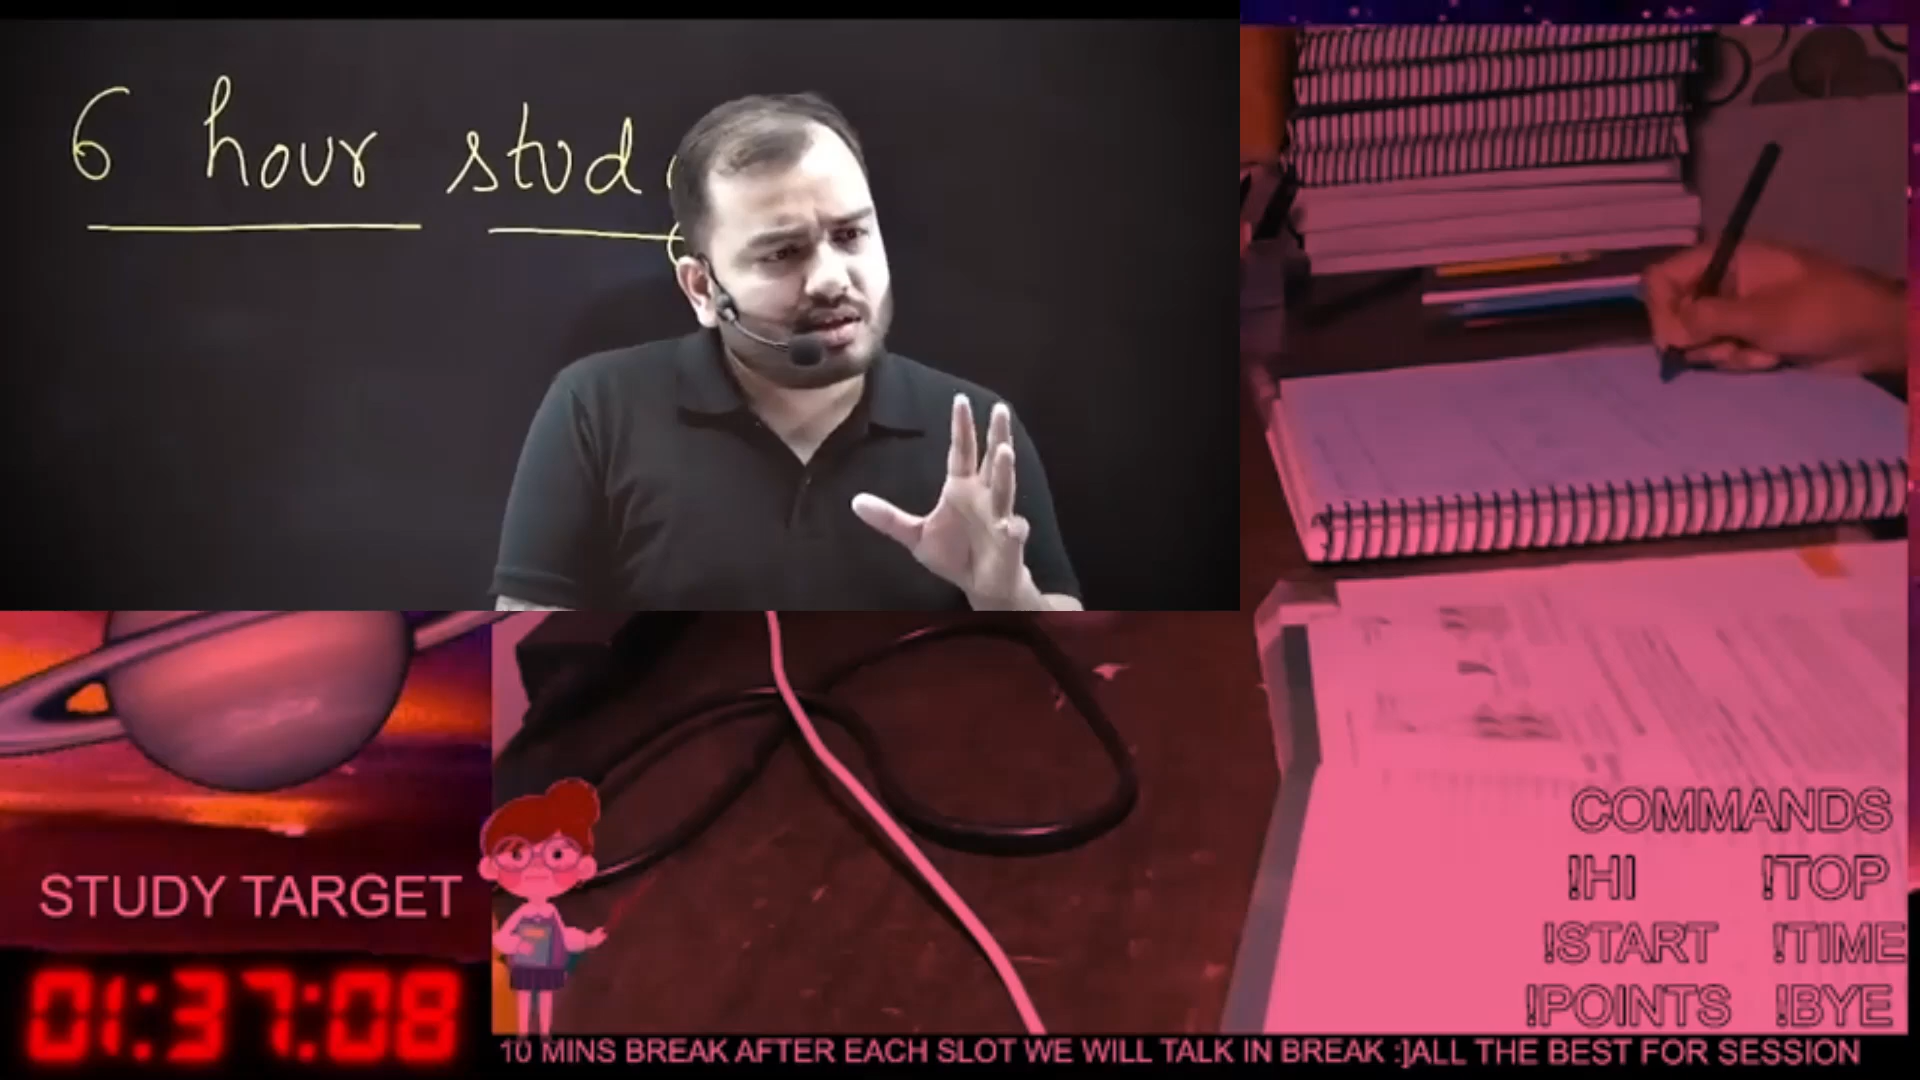 6 hour stud
STUDY TARGET
01:37:08
COMMANDS
!HI !TOP
!START !TIME
!POINTS !BYE
10 MINS BREAK AFTER EACH SLOT WE WILL TALK IN BREAK :]ALL THE BEST FOR SESSION